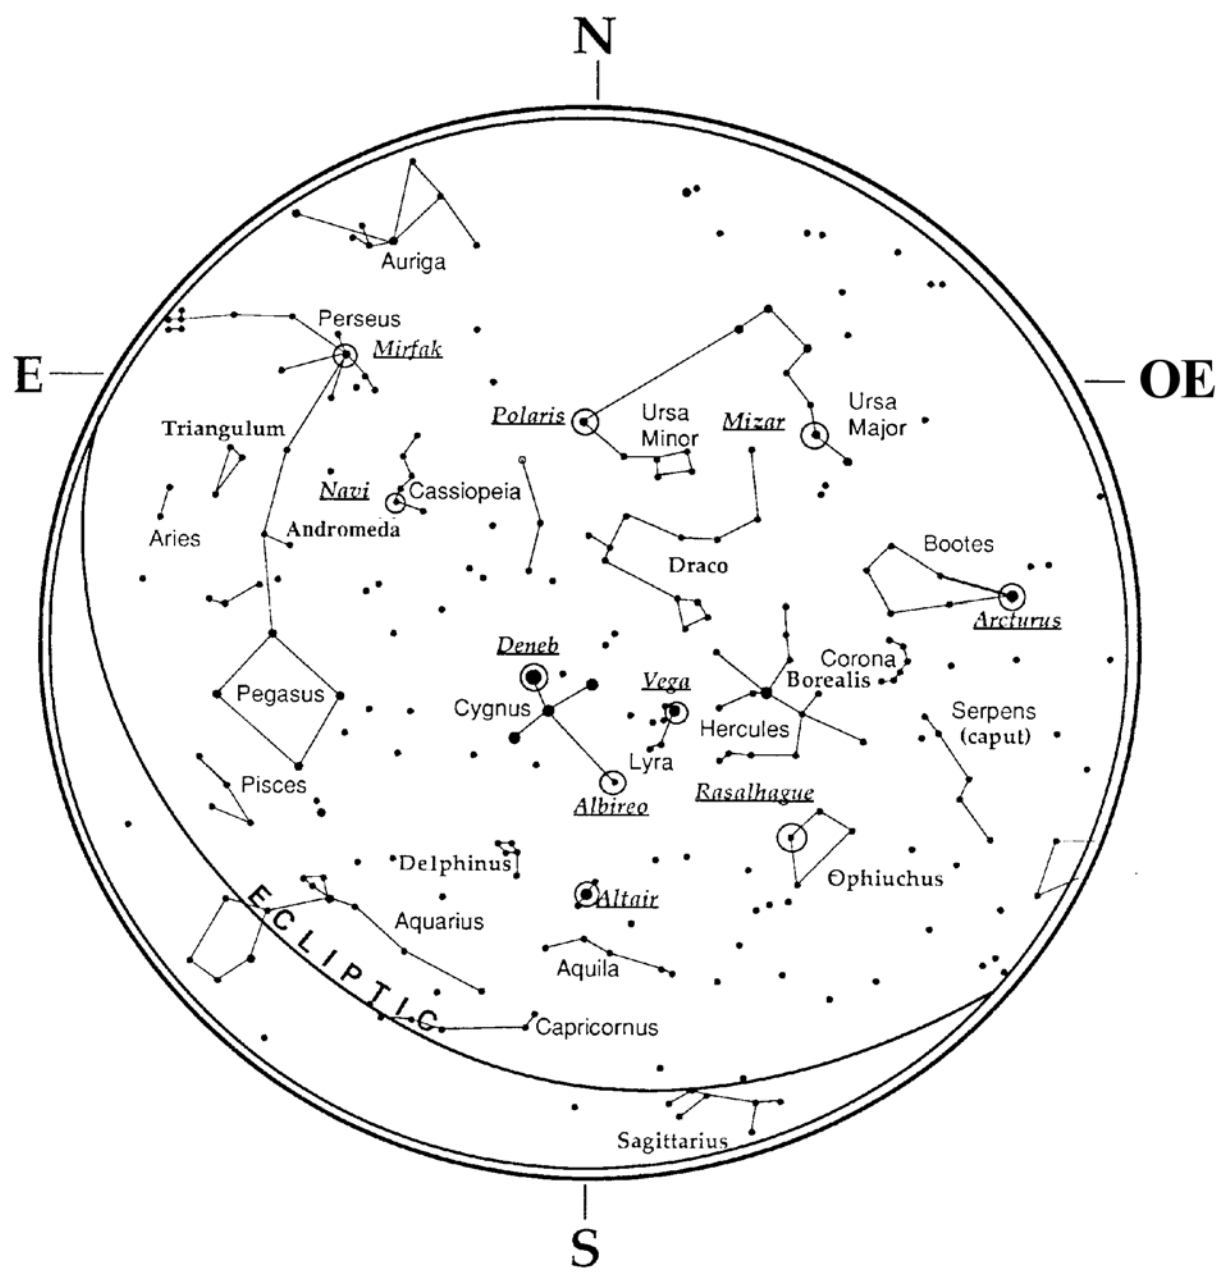 N
Auriga
Perseus
Mirfak
E
OE
Polaris
Ursa
Minor
Mizar
Ursa
Major
Triangulum
Navi
Cassiopeia
Aries
Andromeda
Bootes
Draco
Arcturus
Deneb
Vega
Corona
Borealis
Pegasus
Cygnus
Hercules
Serpens
(caput)
Lyra
Pisces
Albireo
Rasalhague
Delphinus
Ophiuchus
Altair
Aquarius
ECLIPTIC
Aquila
Capricornus
Sagittarius
S